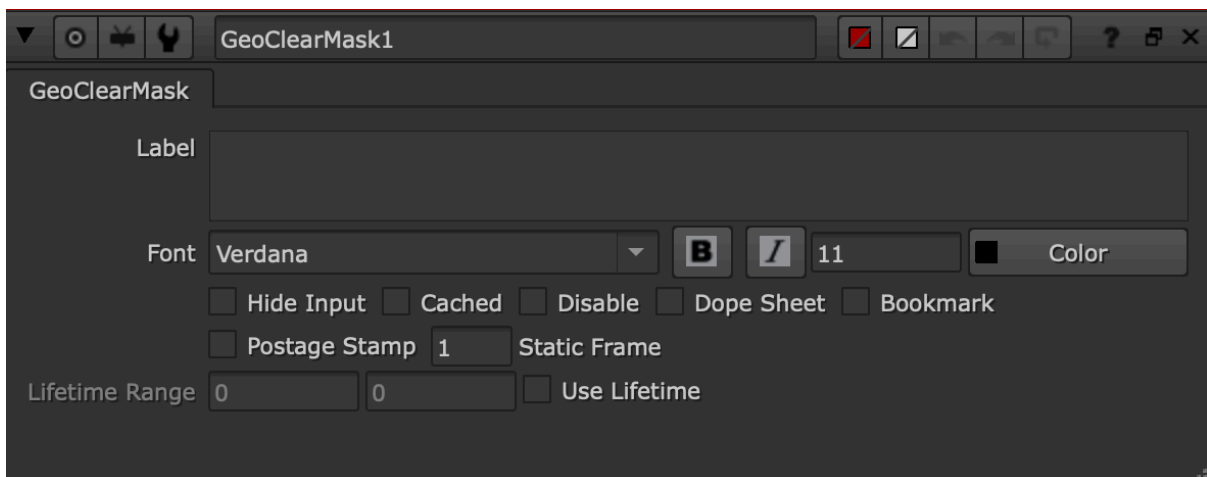 GeoClearMask1 ?
GeoClearMask
Label
Font Verdana B I 11 Color
Hide Input Cached Disable Dope Sheet Bookmark
Postage Stamp 1 Static Frame
Lifetime Range 0 0 Use Lifetime